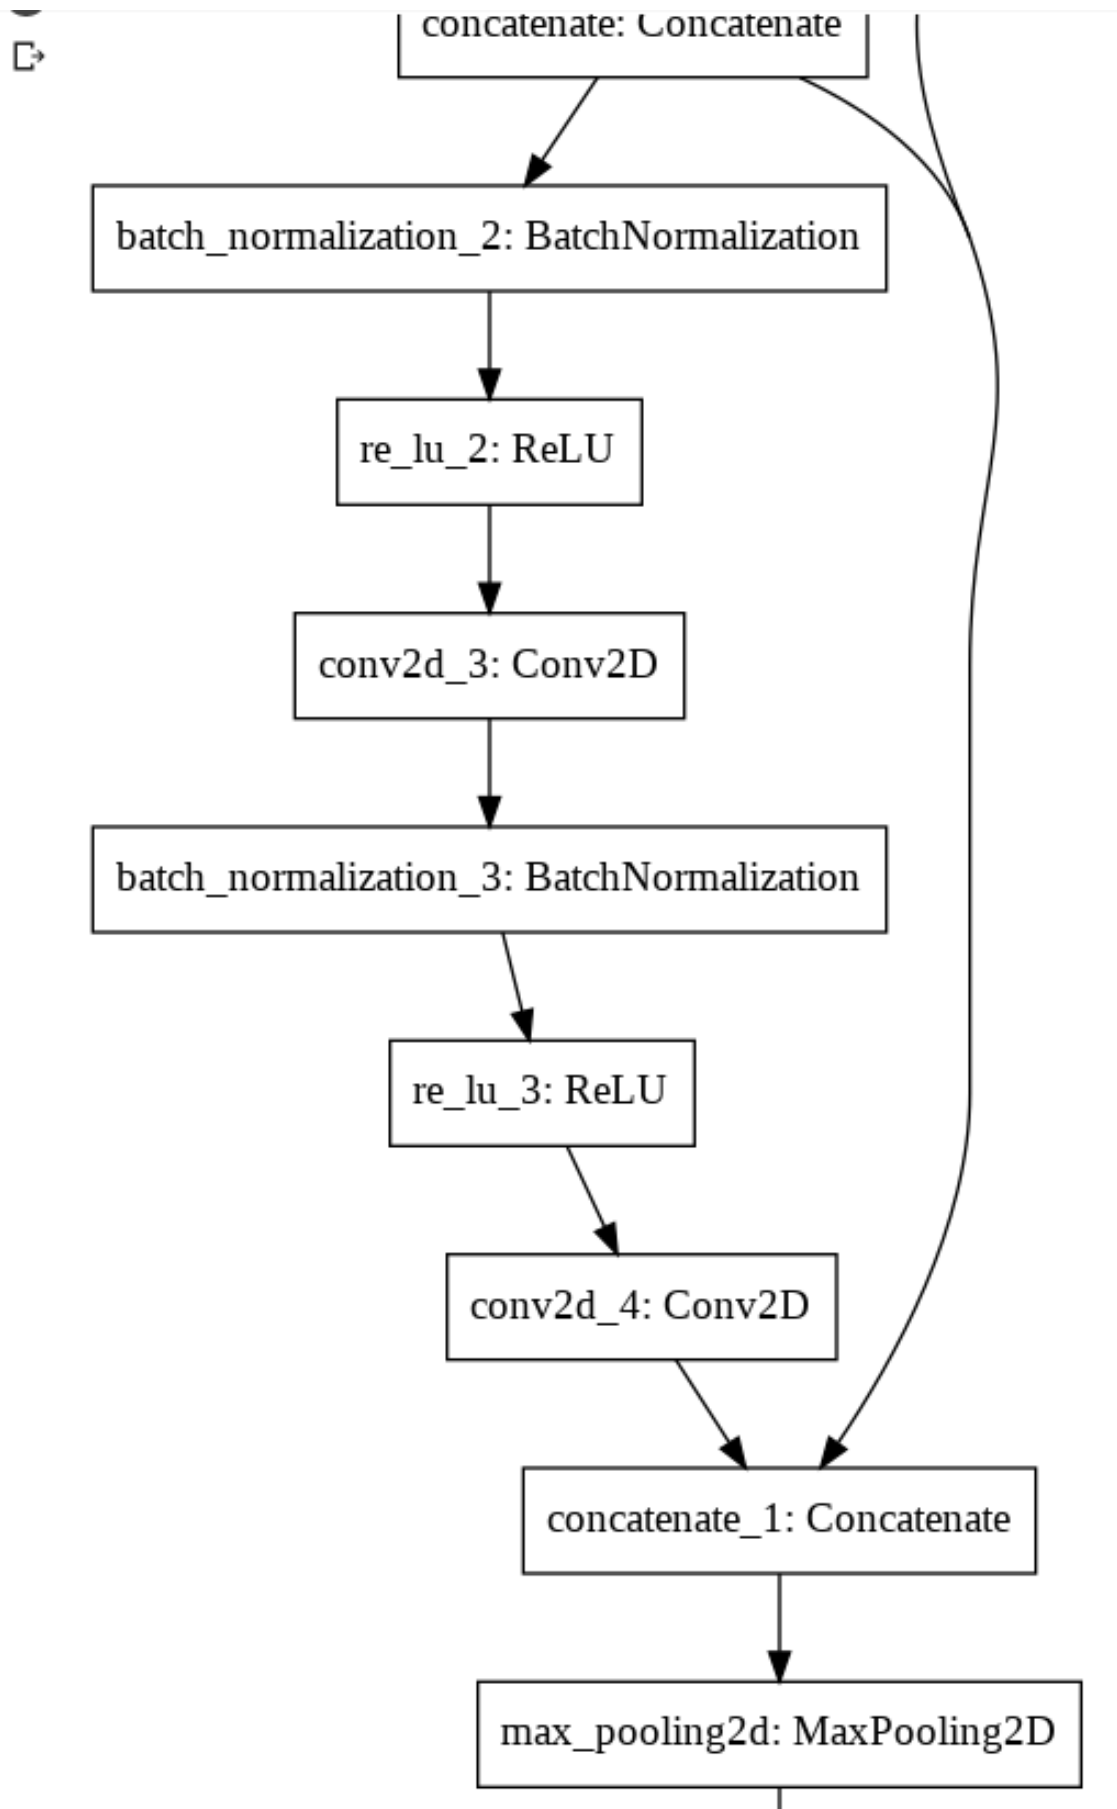 concatenate: Concatenate
batch_normalization_2: BatchNormalization
re_lu_2: ReLU
conv2d_3: Conv2D
batch_normalization_3: BatchNormalization
re_lu_3: ReLU
conv2d_4: Conv2D
concatenate_1: Concatenate
max_pooling2d: MaxPooling2D